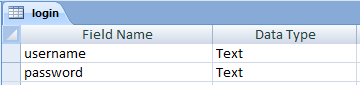 login
Field Name Data Type
username Text
password Text